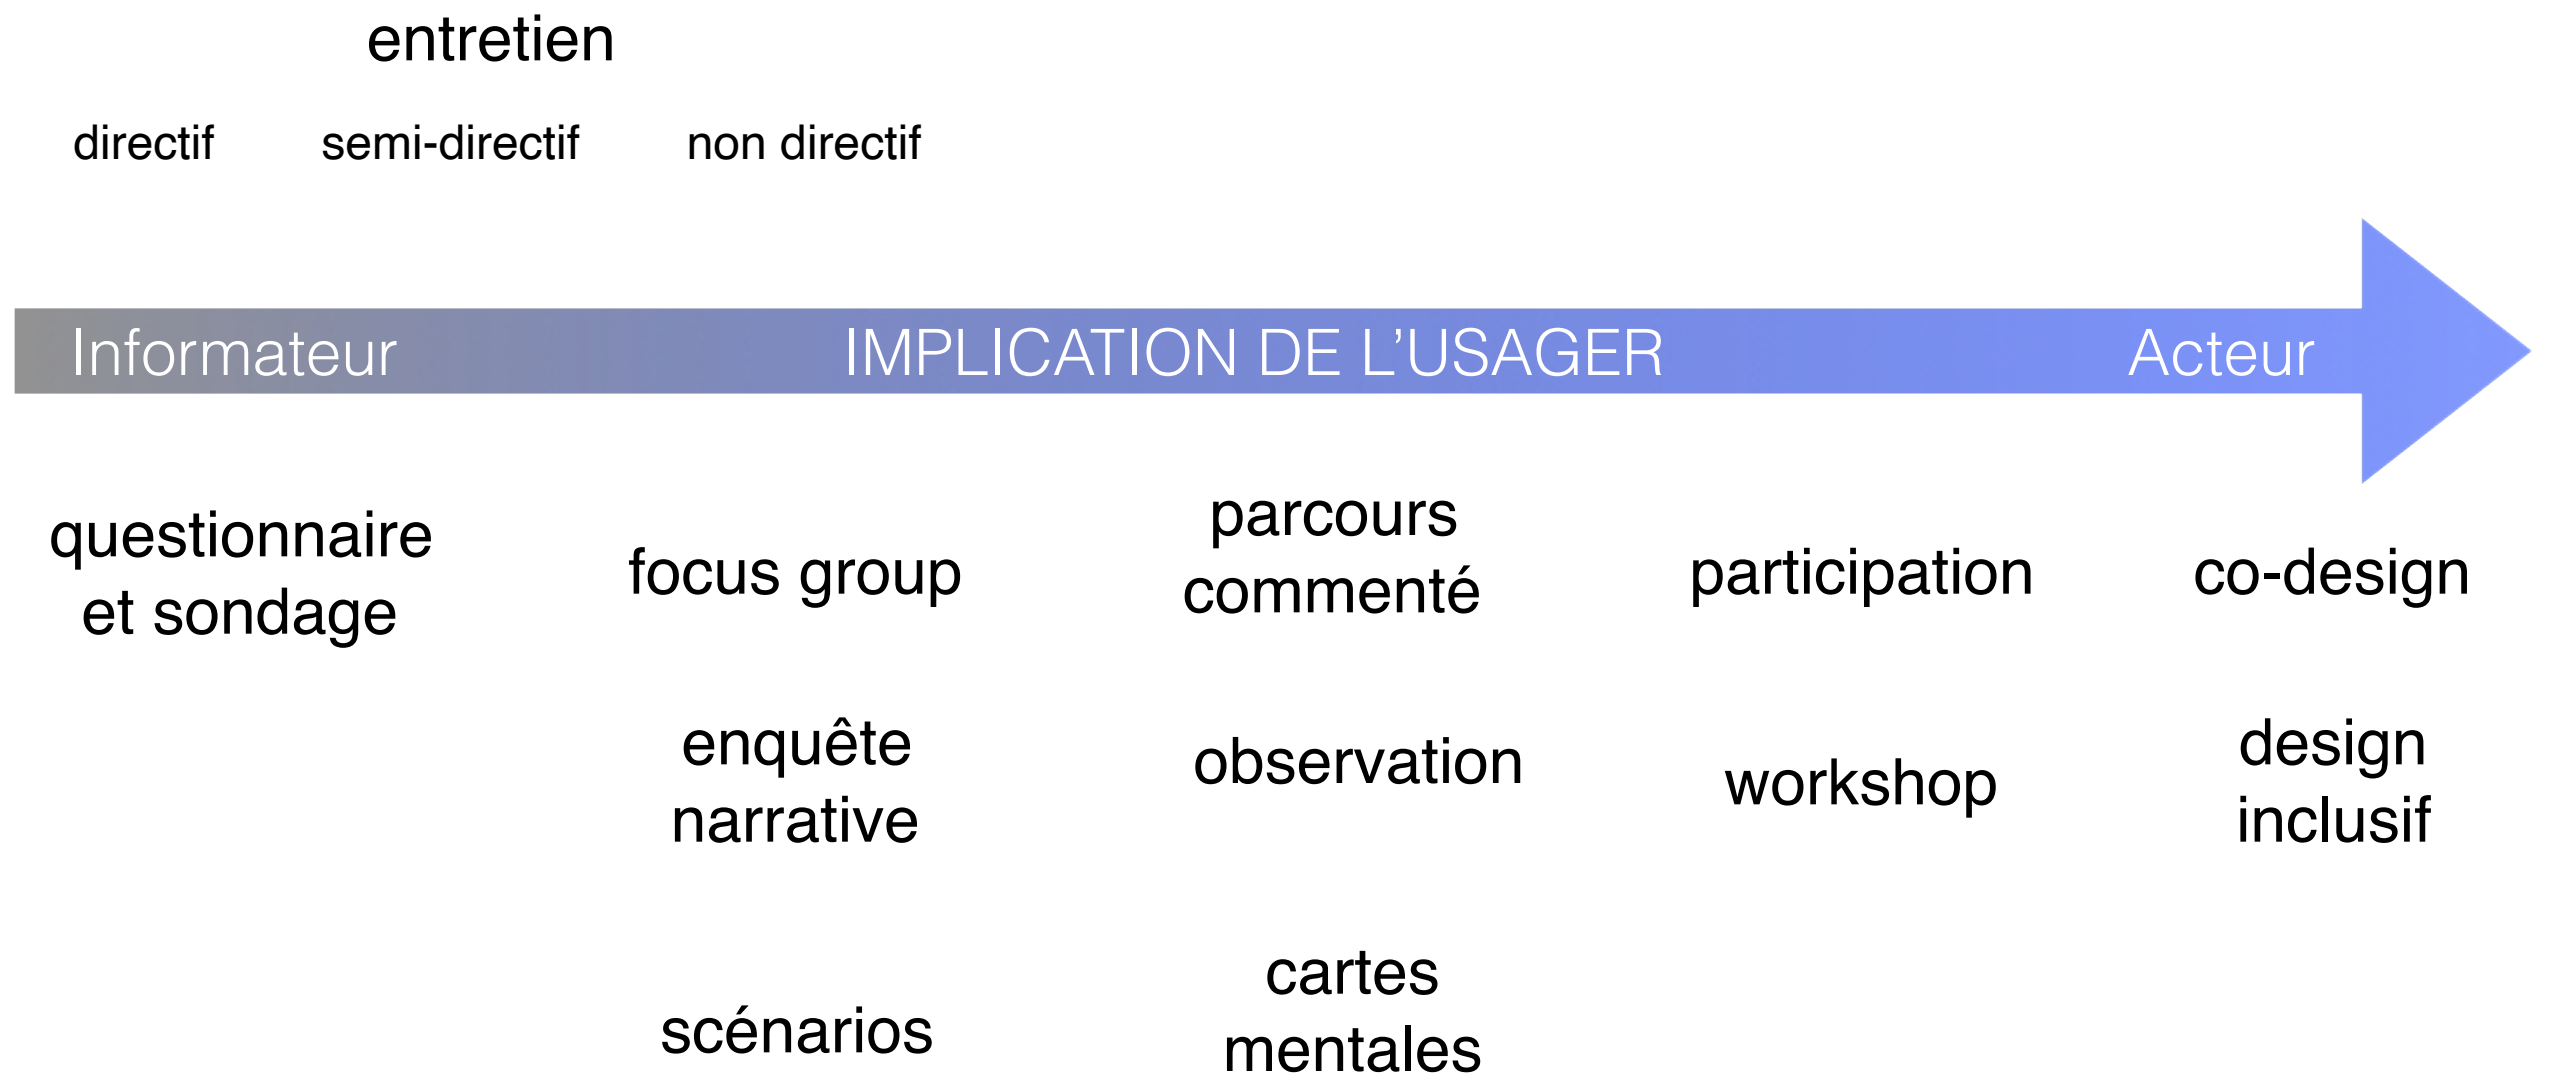 entretien
directif semi-directif non directif
Informateur IMPLICATION DE L’USAGER Acteur
questionnaire
et sondage
focus group
parcours
commenté
participation
co-design
enquête
narrative
observation
workshop
design
inclusif
scénarios
cartes
mentales